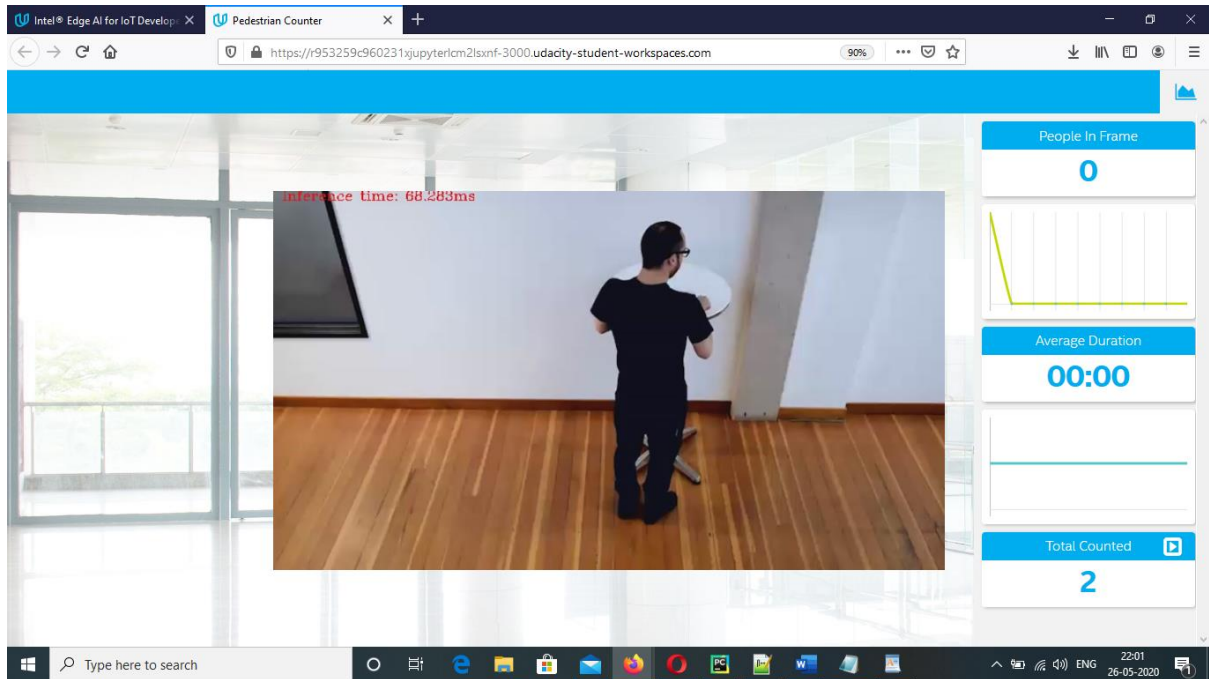 Intel® Edge AI for IoT Develop
Pedestrian Counter
https://r953259c960231xjupyterlcm2lsxnf-3000.udacity-student-workspaces.com
90%
People In Frame
0
Inference time: 68.283ms
Average Duration
00:00
Total Counted
2
Type here to search
ENG
22:01
26-05-2020
1